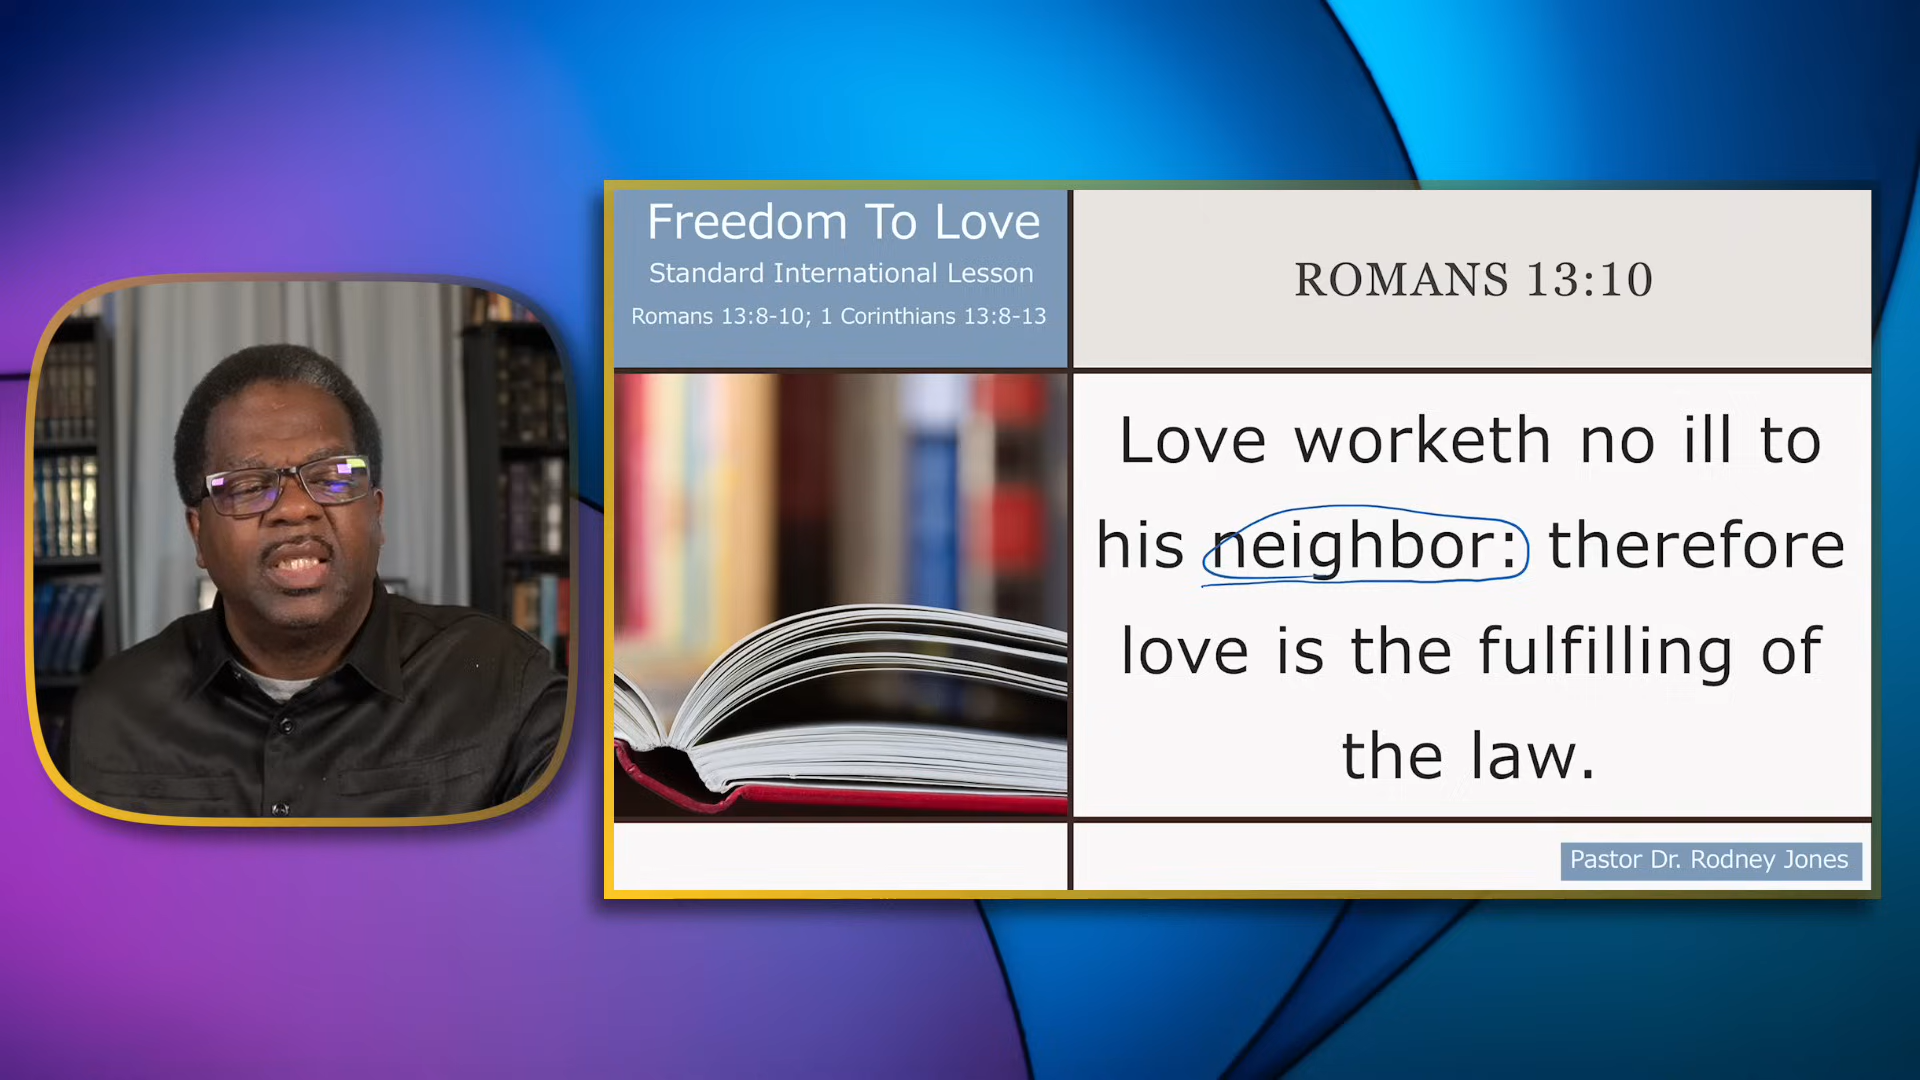 Freedom To Love
Standard International Lesson
Romans 13:8-10; 1 Corinthians 13:8-13
ROMANS 13:10
Love worketh no ill to
his neighbor: therefore
love is the fulfilling of
the law.
Pastor Dr. Rodney Jones